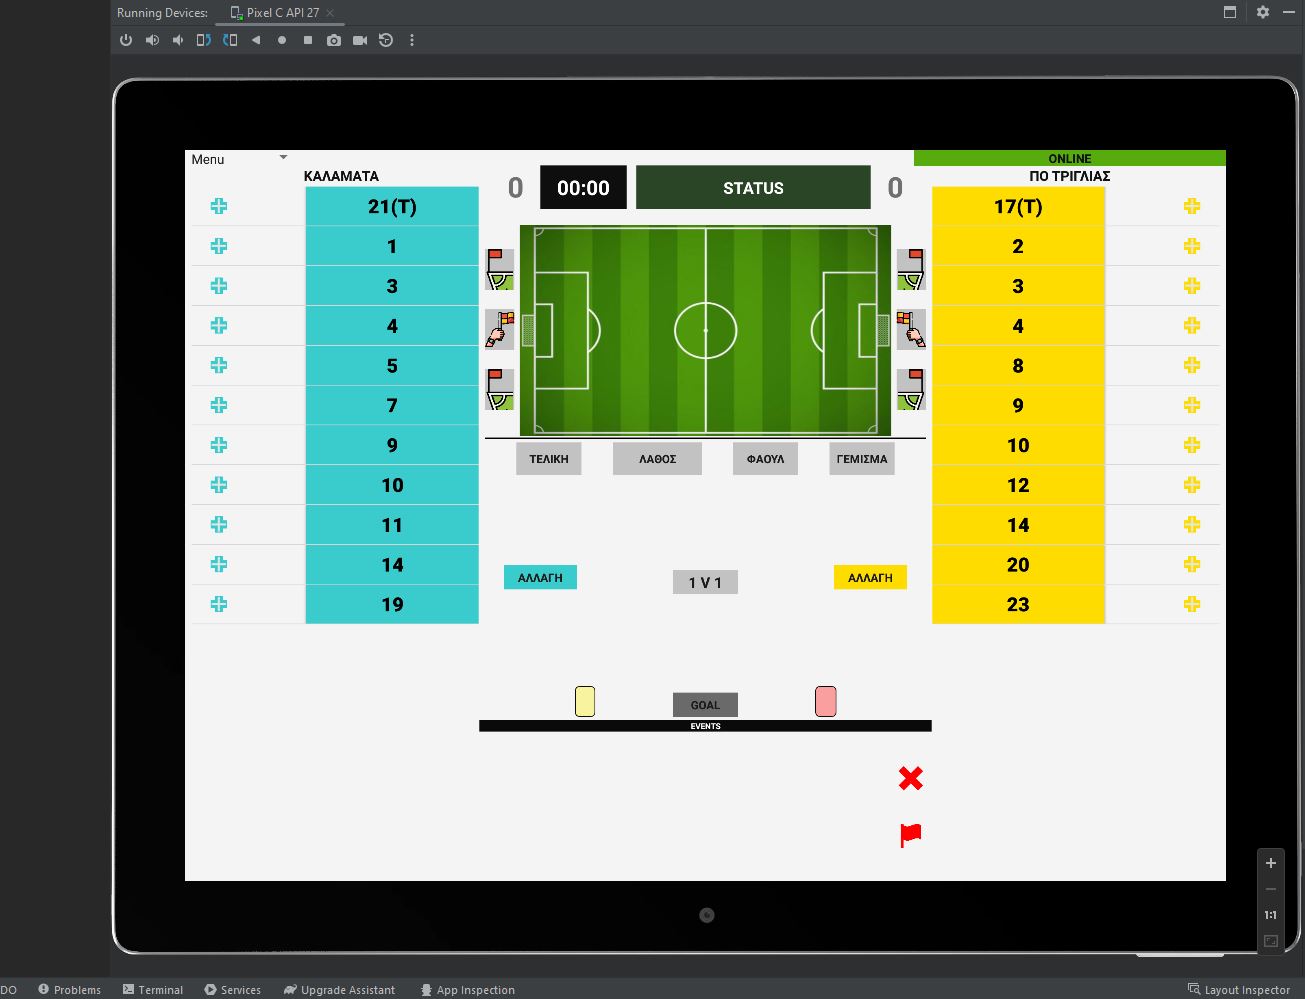 Running Devices:
Pixel C API 27
Menu
ONLINE
ΚΑΛΑΜΑΤΑ
0
00:00
STATUS
0
ΠΟ ΤΡΙΓΛΙΑΣ
21(T)
1
3
4
5
7
9
10
11
14
19
17(T)
2
3
4
8
9
10
12
14
20
23
ΤΕΛΙΚΗ
ΛΑΘΟΣ
ΦΑΟΥΛ
ΓΕΜΙΣΜΑ
ΑΛΛΑΓΗ
1 V 1
ΑΛΛΑΓΗ
GOAL
EVENTS
1:1
DO
Problems
Terminal
Services
Upgrade Assistant
App Inspection
Layout Inspector